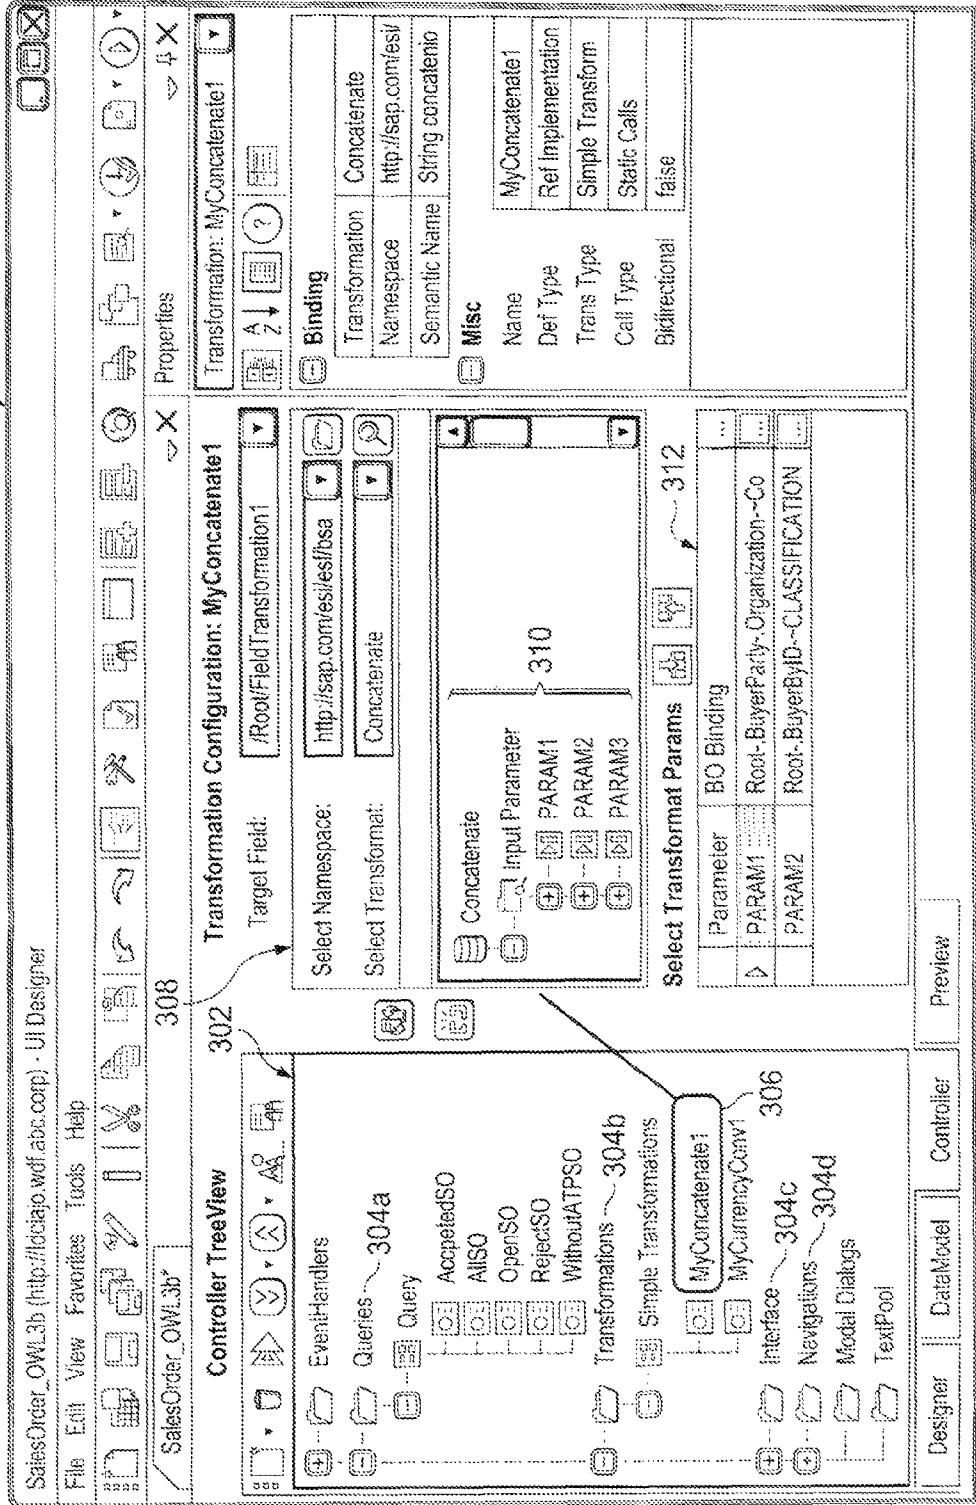 SalesOrder_OWL3b (http://ldciapo.wdf.abc.corp) - UI Designer
File Edit View Favorites Tools Help
SalesOrder_OWL3b*
308
302
Controller TreeView
EventHandlers
Queries 304a
Query
AccpetedSO
AllSO
OpenSO
RejectSO
WithoutATPSO
Transformations 304b
Simple Transformations
MyConcatenate1
MyCurrencyConv1
306
Interface 304c
Navigations 304d
Modal Dialogs
TextPool
Transformation Configuration: MyConcatenate1
Target Field: /Root/FieldTransformation1
Select Namespace: http://sap.com/esi/esi/bsa
Select Transformat: Concatenate
Concatenate
Input Parameter
PARAM1
PARAM2
PARAM3
310
Select Transformat Params
312
Parameter BO Binding ...
PARAM1 Root-.BuyerParty-.Organization-~Co ...
PARAM2 Root-.BuyerByID-~CLASSIFICATION ...
Properties
Transformation: MyConcatenate1
Binding
Transformation Concatenate
Namespace http://sap.com/esi/
Semantic Name String concatenio
Misc
Name MyConcatenate1
Def Type Ref Implementation
Trans Type Simple Transform
Call Type Static Calls
Bidirectional false
Designer DataModel Controller Preview